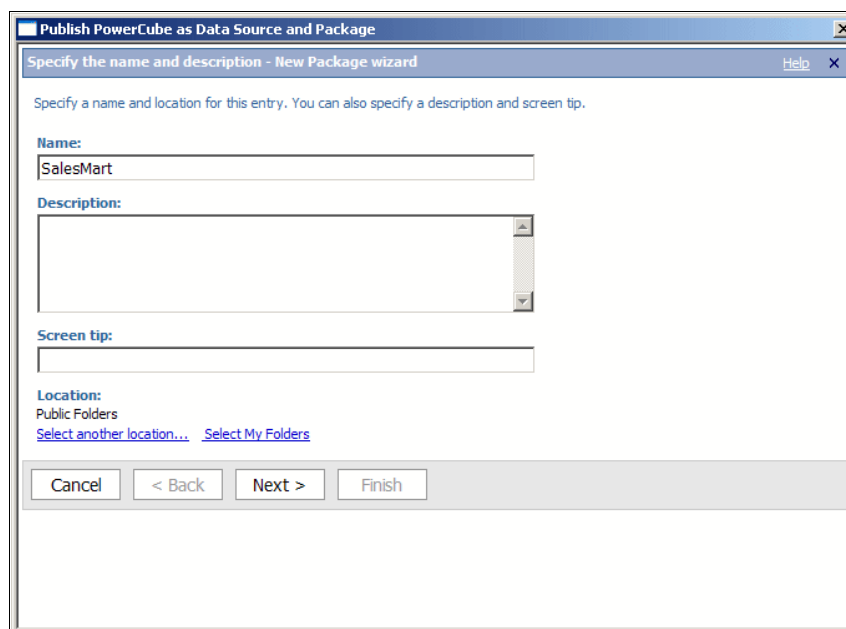 Publish PowerCube as Data Source and Package
Specify the name and description - New Package wizard Help
Specify a name and location for this entry. You can also specify a description and screen tip.
Name:
SalesMart
Description:
Screen tip:
Location:
Public Folders
Select another location... Select My Folders
Cancel < Back Next > Finish